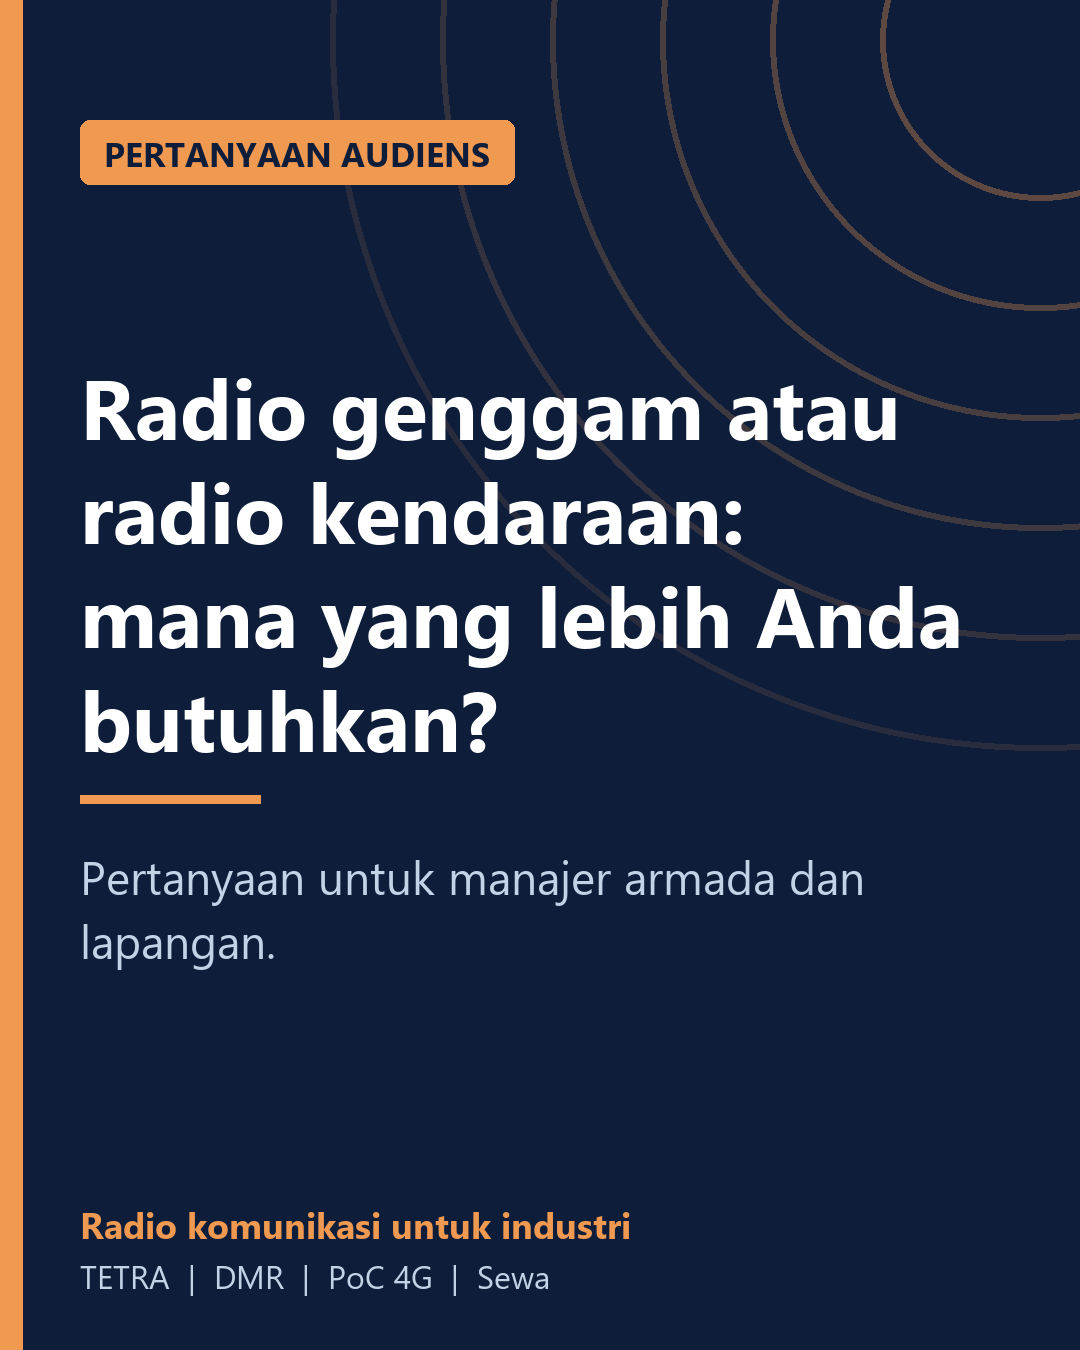 PERTANYAAN AUDIENS
Radio genggam atau
radio kendaraan:
mana yang lebih Anda
butuhkan?
Pertanyaan untuk manajer armada dan
lapangan.
Radio komunikasi untuk industri
TETRA | DMR | PoC 4G | Sewa